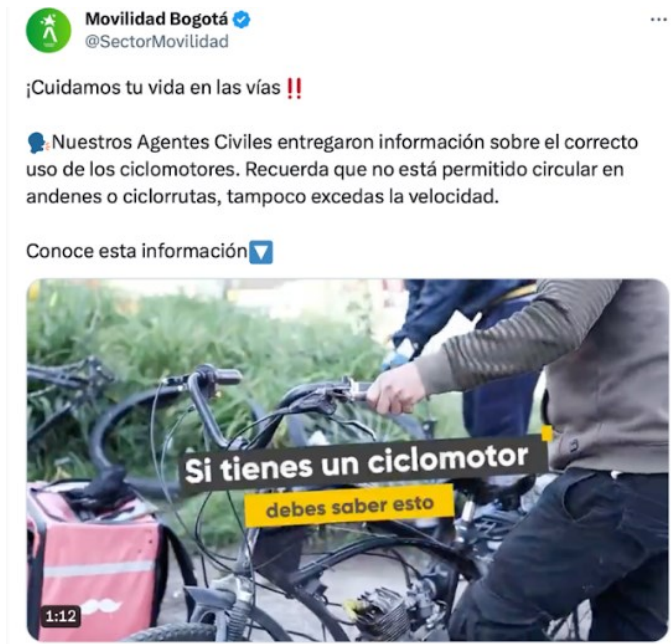 Movilidad Bogotá
@SectorMovilidad
¡Cuidamos tu vida en las vías ‼️
🗣️Nuestros Agentes Civiles entregaron información sobre el correcto
uso de los ciclomotores. Recuerda que no está permitido circular en
andenes o ciclorrutas, tampoco excedas la velocidad.
Conoce esta información🔽
Si tienes un ciclomotor
debes saber esto
1:12